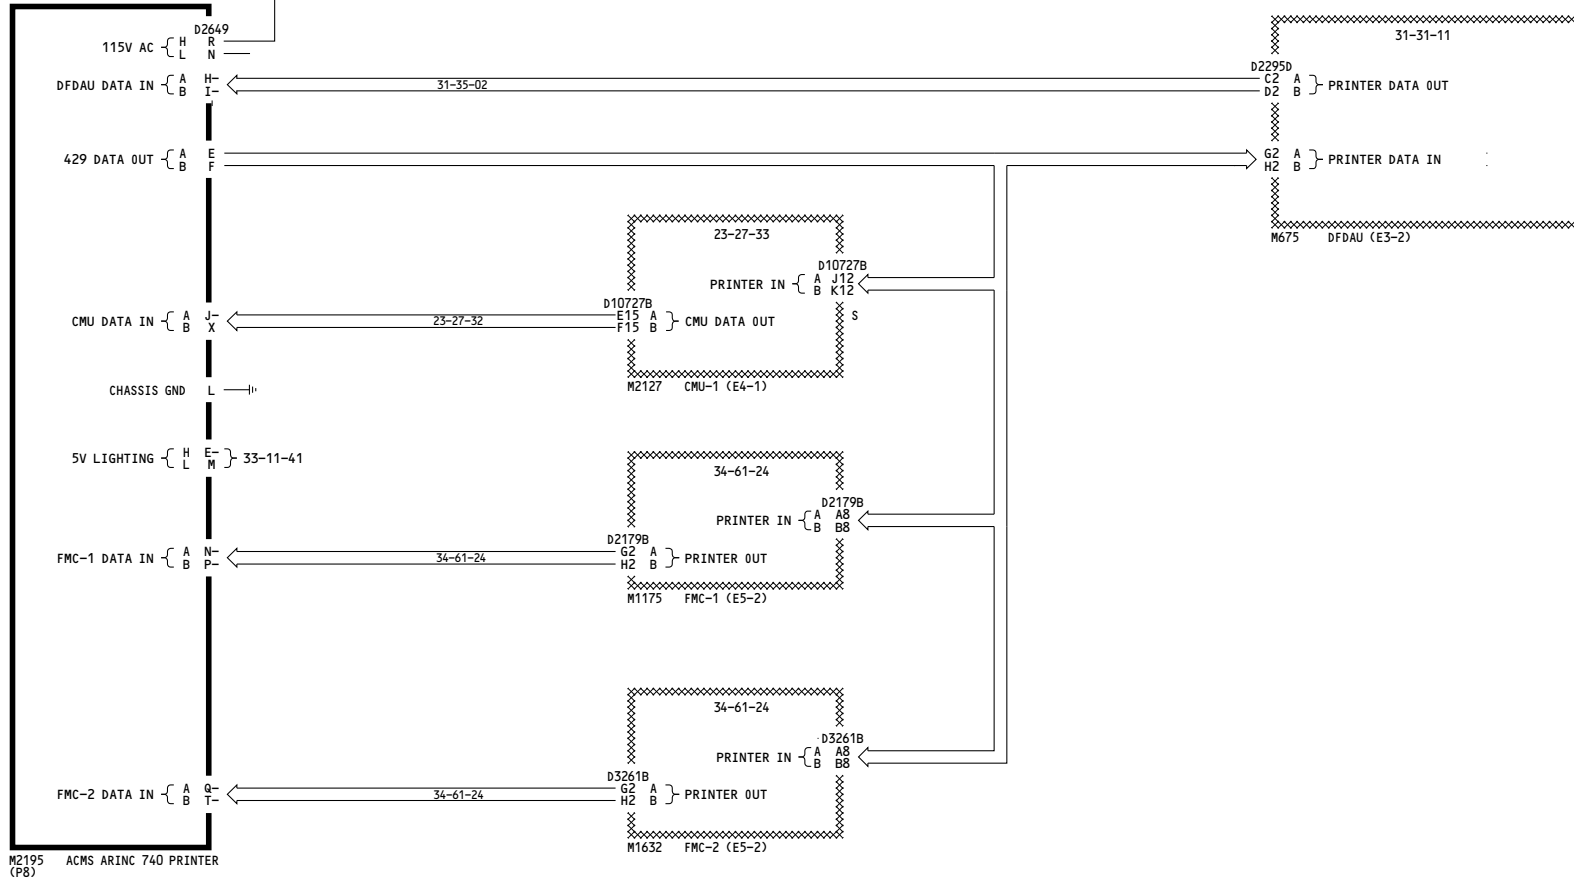 D2649
115V AC H R
L N
DFDAU DATA IN A H-
B I-
31-35-02
31-31-11
D2295D
C2 A PRINTER DATA OUT
D2 B
429 DATA OUT A E
B F
G2 A PRINTER DATA IN
H2 B
M675 DFDAU (E3-2)
23-27-33
D10727B
PRINTER IN A J12
B K12
S
CMU DATA IN A J-
B X
23-27-32
D10727B
E15 A CMU DATA OUT
F15 B
M2127 CMU-1 (E4-1)
CHASSIS GND L
5V LIGHTING H E-
L M
33-11-41
34-61-24
D2179B
PRINTER IN A A8
B B8
FMC-1 DATA IN A N-
B P-
34-61-24
D2179B
G2 A PRINTER OUT
H2 B
M1175 FMC-1 (E5-2)
34-61-24
D3261B
PRINTER IN A A8
B B8
FMC-2 DATA IN A Q-
B T-
34-61-24
D3261B
G2 A PRINTER OUT
H2 B
M1632 FMC-2 (E5-2)
M2195 ACMS ARINC 740 PRINTER
(P8)